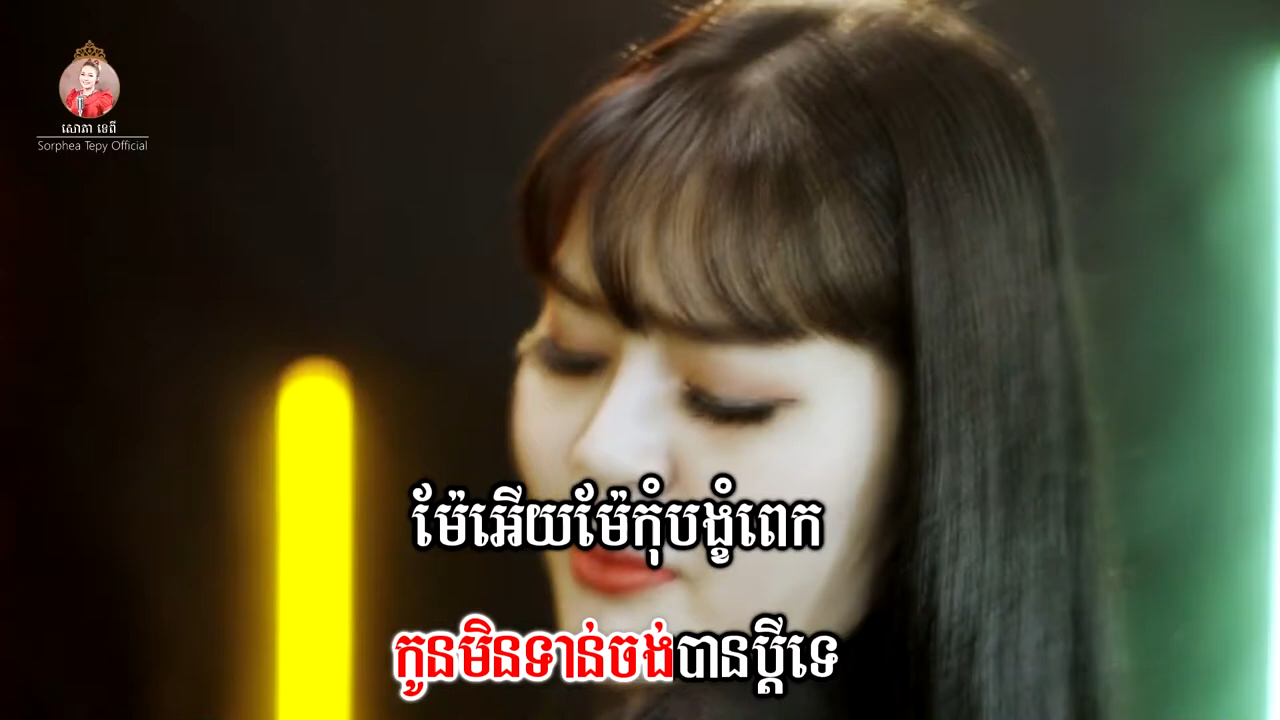 សោភា ទេពី
Sorphea Tepy Official
ម៉ែអើយម៉ែកុំបង្ខំពេក
កូនមិនទាន់ចង់បានប្ដីទេ